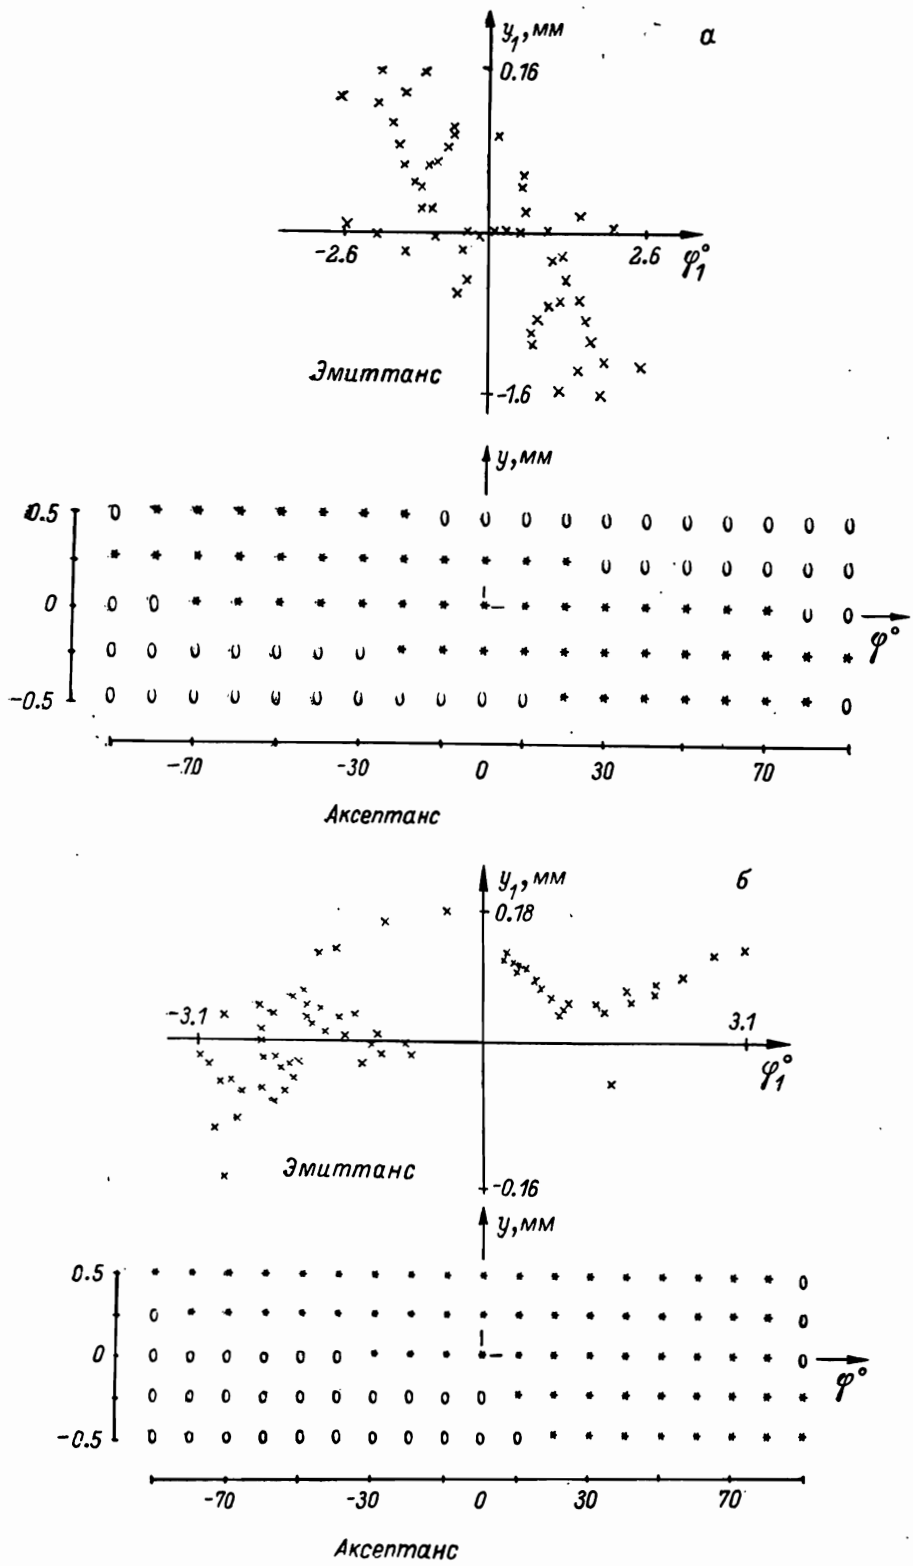 y₁, мм
а
0.16
-2.6
2.6
φ₁°
Эмиттанс
-1.6
y, мм
0.5
0
φ°
-0.5
-70
-30
0
30
70
Аксептанс
y₁, мм
б
0.18
-3.1
3.1
φ₁°
Эмиттанс
-0.16
y, мм
0.5
0
φ°
-0.5
-70
-30
0
30
70
Аксептанс